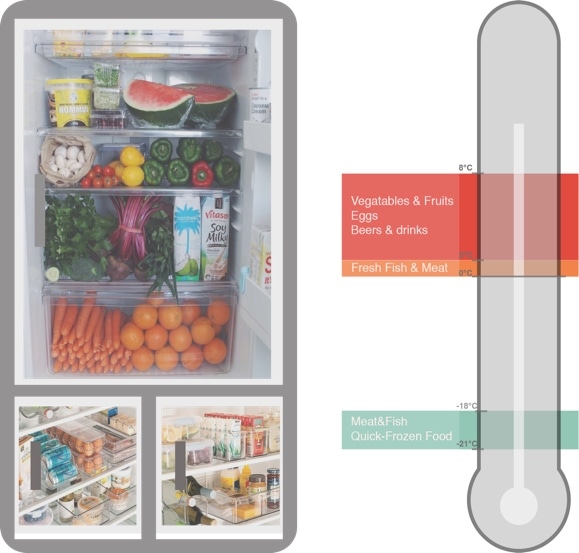 HOMMUS
Vitasoy
Soy
Milky
8°C
Vegatables & Fruits
Eggs
Beers & drinks
Fresh Fish & Meat
0°C
-18°C
Meat&Fish
Quick-Frozen Food
-21°C